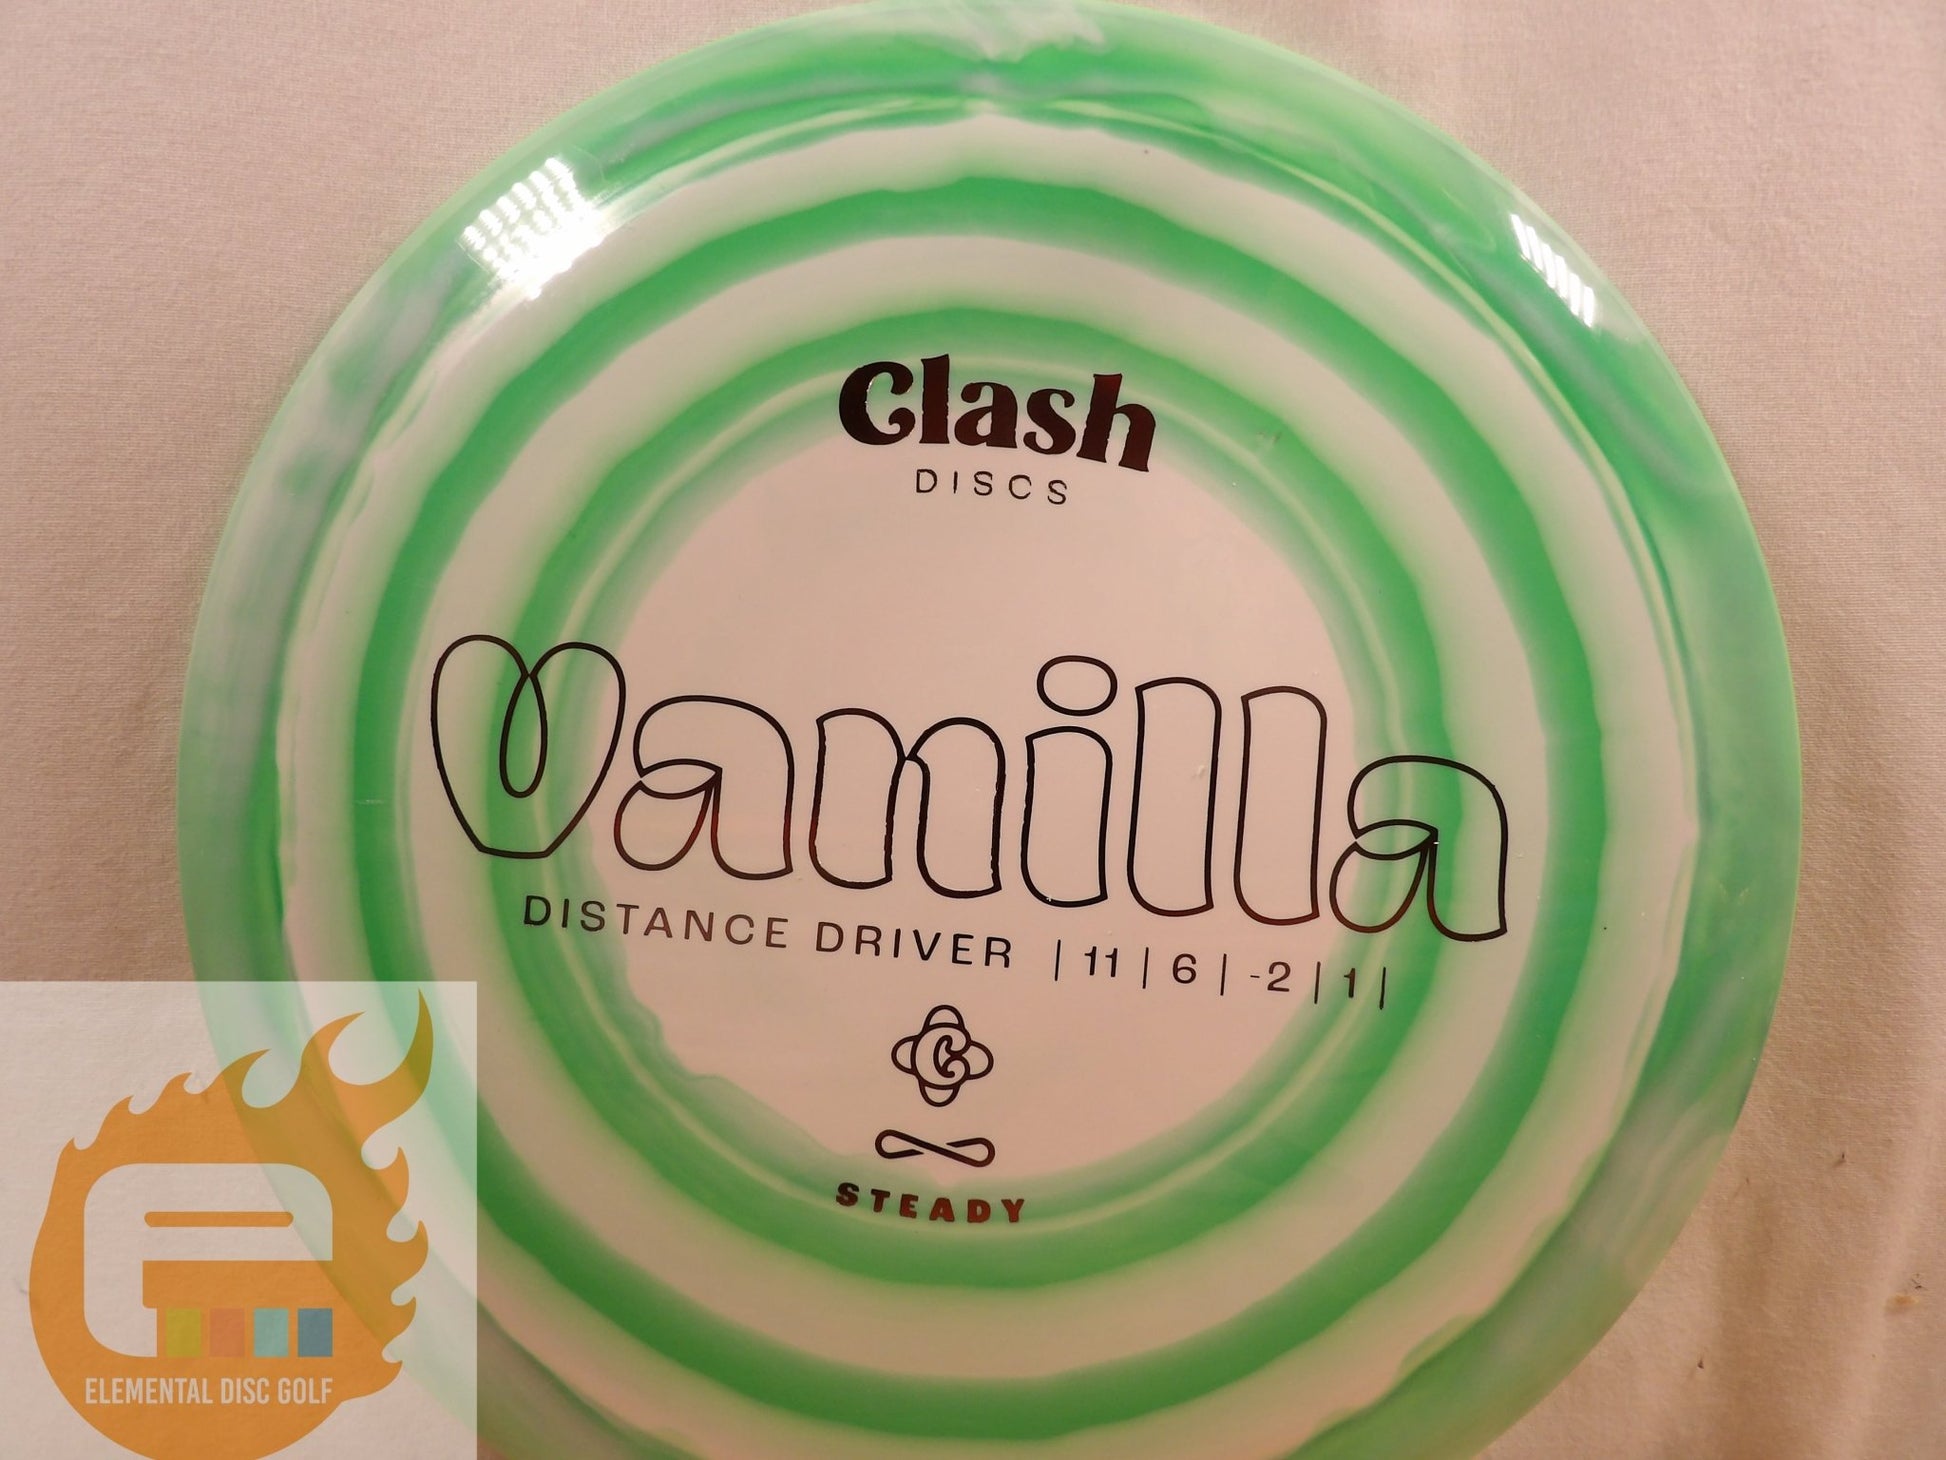 Clash
DISCS
Vanilla
DISTANCE DRIVER | 11 | 6 | -2 | 1 |
C
STEADY
ELEMENTAL DISC GOLF